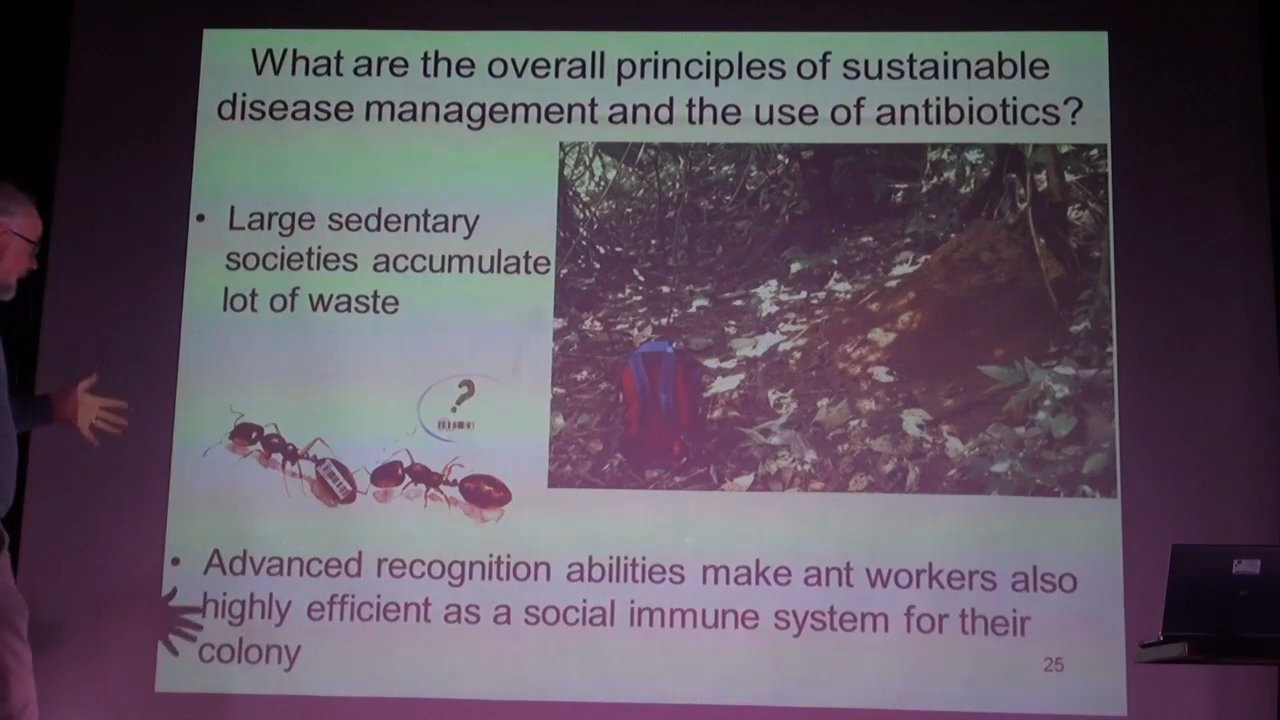 What are the overall principles of sustainable
disease management and the use of antibiotics?
• Large sedentary
societies accumulate
lot of waste
?
• Advanced recognition abilities make ant workers also
highly efficient as a social immune system for their
colony
25